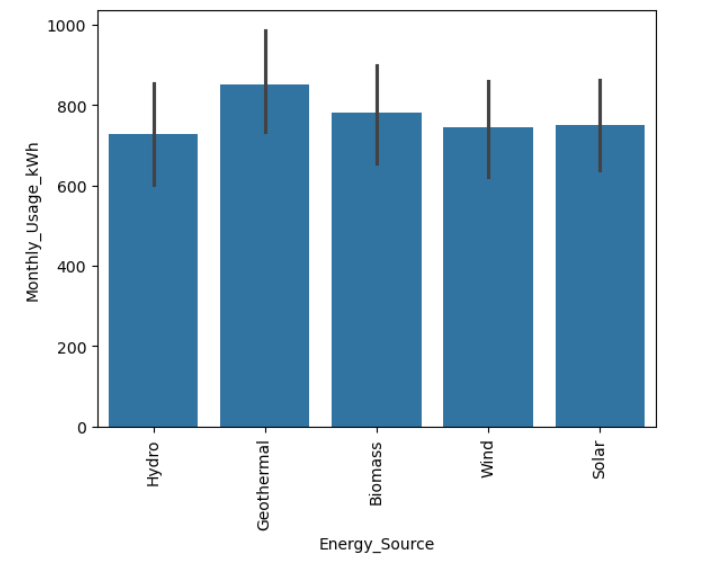 1000
800
600
400
200
0
Monthly_Usage_kWh
Hydro
Geothermal
Biomass
Wind
Solar
Energy_Source